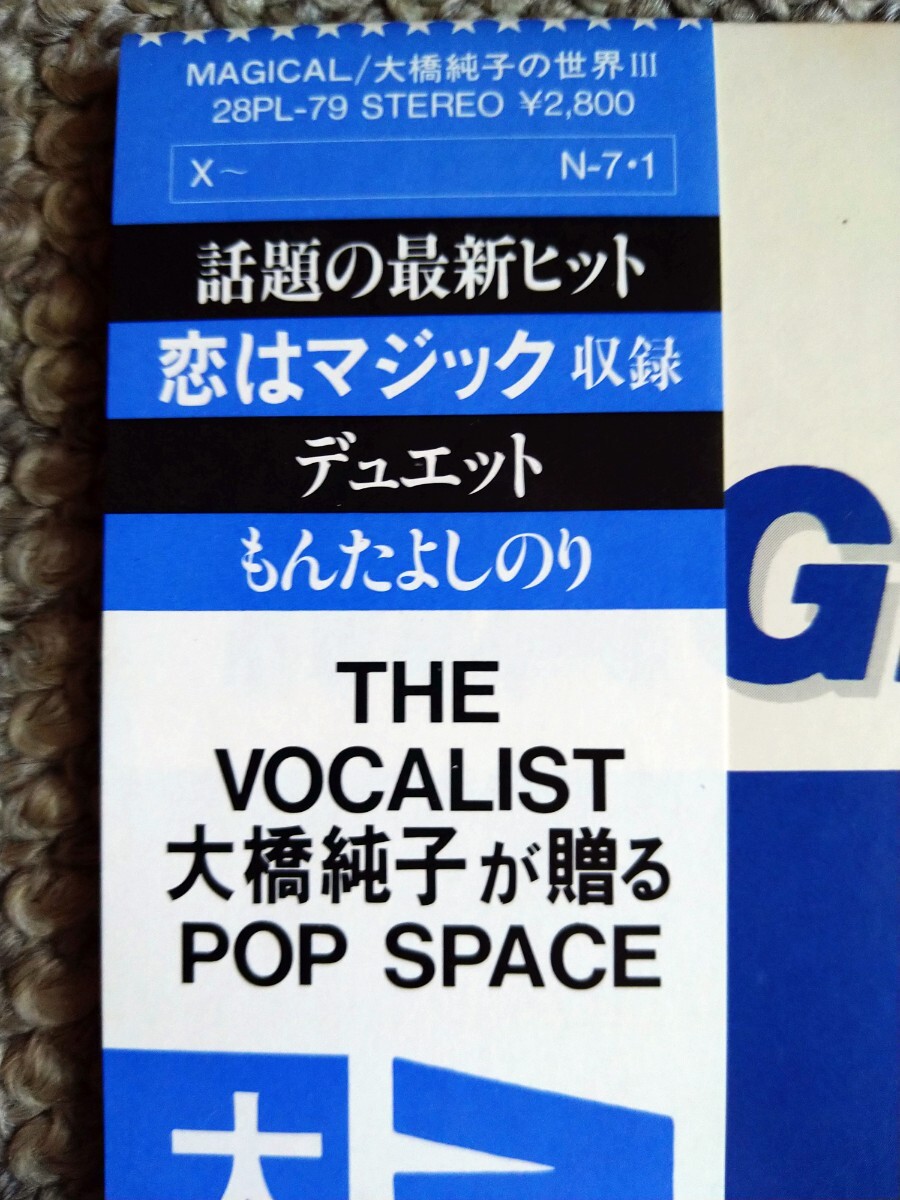 MAGICAL/大橋純子の世界III
28PL-79 STEREO ¥2,800
X～ N-7・1
話題の最新ヒット
恋はマジック 収録
デュエット
もんたよしのり
THE
VOCALIST
大橋純子が贈る
POP SPACE
大
G